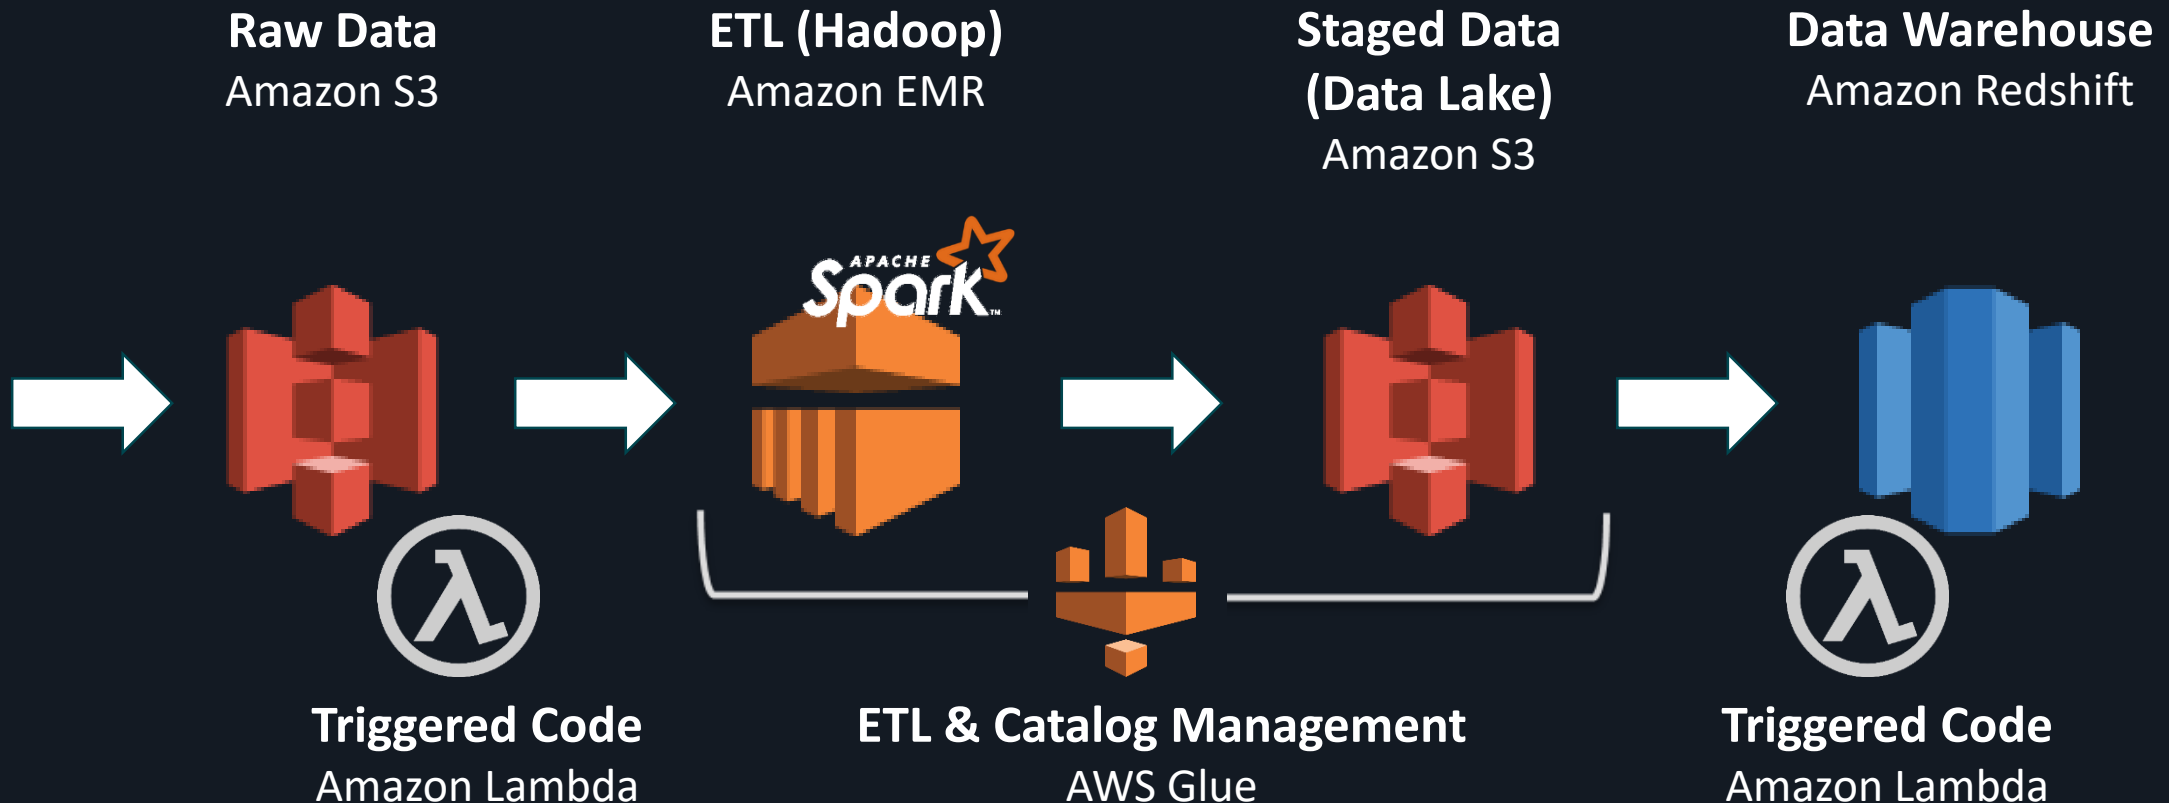 Raw Data
Amazon S3
ETL (Hadoop)
Amazon EMR
Staged Data
(Data Lake)
Amazon S3
Data Warehouse
Amazon Redshift
APACHE
Spark™
λ
λ
Triggered Code
Amazon Lambda
ETL & Catalog Management
AWS Glue
Triggered Code
Amazon Lambda